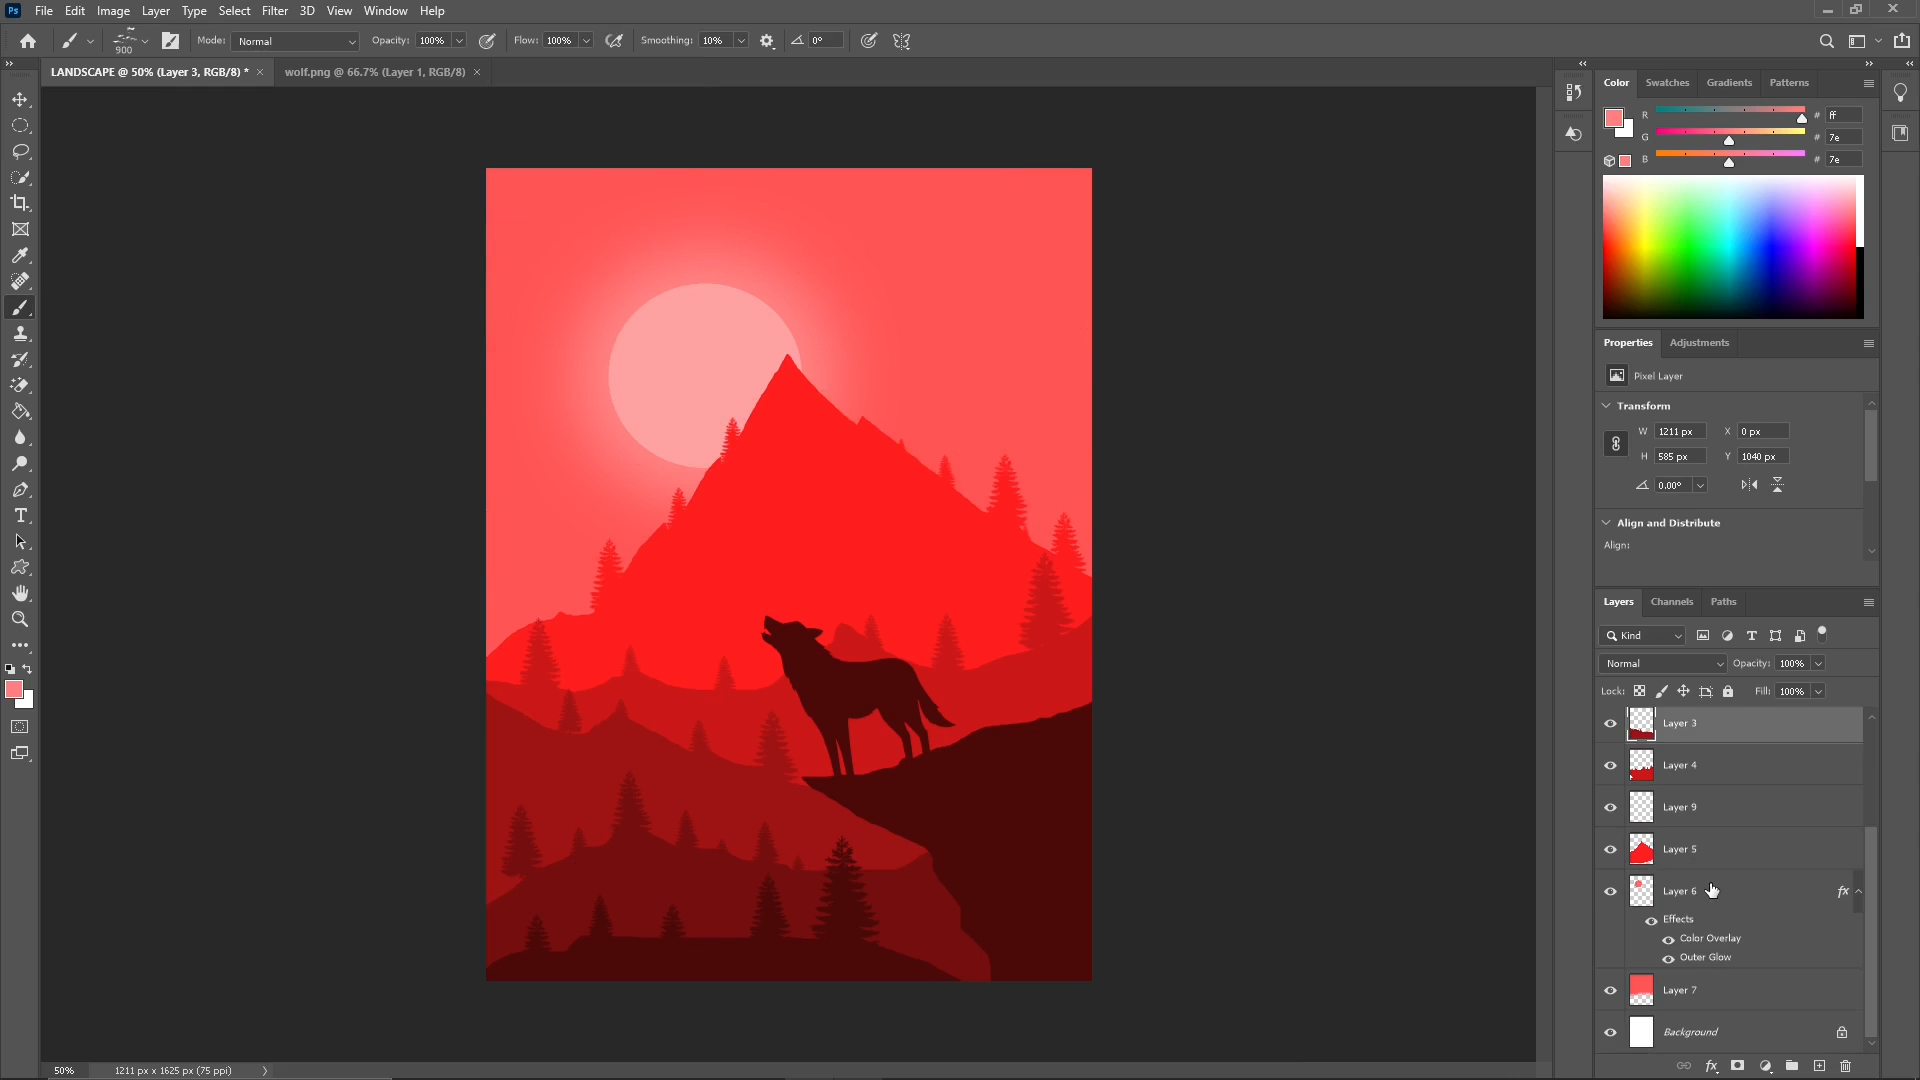 Ps File Edit Image Layer Type Select Filter 3D View Window Help
900 Mode: Normal Opacity: 100% Flow: 100% Smoothing: 10% 0°
LANDSCAPE @ 50% (Layer 3, RGB/8) * × wolf.png @ 66.7% (Layer 1, RGB/8) ×
Color Swatches Gradients Patterns
R # ff
G # 7e
B # 7e
Properties Adjustments
Pixel Layer
Transform
W 1211 px X 0 px
H 585 px Y 1040 px
0.00°
Align and Distribute
Align:
Layers Channels Paths
Kind
Normal Opacity: 100%
Lock: Fill: 100%
Layer 3
Layer 4
Layer 9
Layer 5
Layer 6 fx
Effects
Color Overlay
Outer Glow
Layer 7
Background
50% 1211 px x 1625 px (75 ppi)